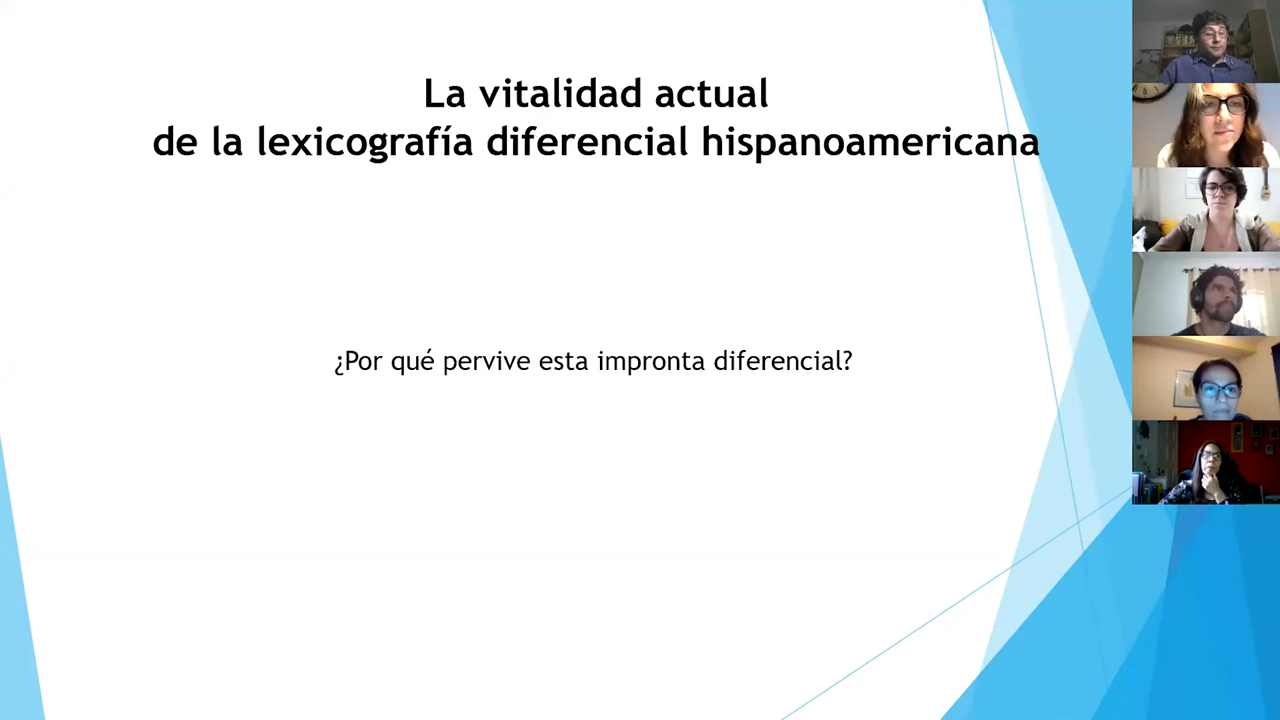 La vitalidad actual
de la lexicografía diferencial hispanoamericana
¿Por qué pervive esta impronta diferencial?